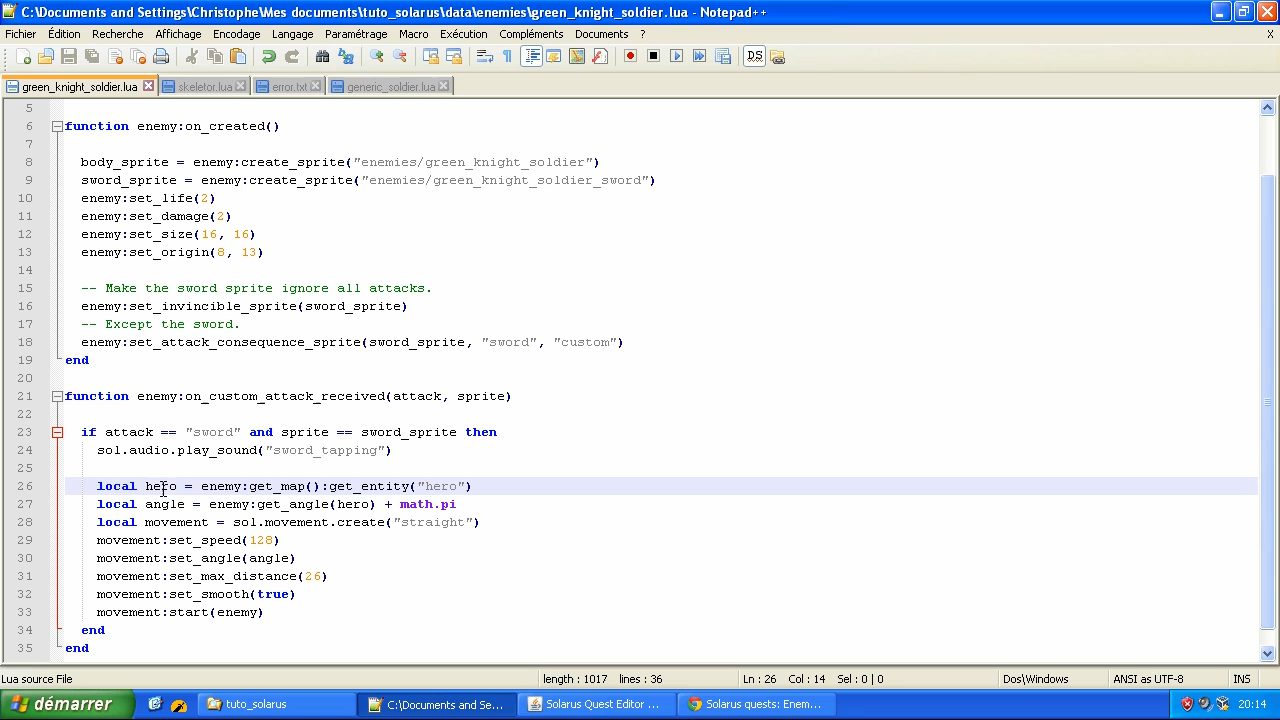 C:\Documents and Settings\Christophe\Mes documents\tuto_solarus\data\enemies\green_knight_soldier.lua - Notepad++
Fichier Édition Recherche Affichage Encodage Langage Paramétrage Macro Exécution Compléments Documents ? X
green_knight_soldier.lua skeletor.lua error.txt generic_soldier.lua
5
6 function enemy:on_created()
7
8 body_sprite = enemy:create_sprite("enemies/green_knight_soldier")
9 sword_sprite = enemy:create_sprite("enemies/green_knight_soldier_sword")
10 enemy:set_life(2)
11 enemy:set_damage(2)
12 enemy:set_size(16, 16)
13 enemy:set_origin(8, 13)
14
15 -- Make the sword sprite ignore all attacks.
16 enemy:set_invincible_sprite(sword_sprite)
17 -- Except the sword.
18 enemy:set_attack_consequence_sprite(sword_sprite, "sword", "custom")
19 end
20
21 function enemy:on_custom_attack_received(attack, sprite)
22
23 if attack == "sword" and sprite == sword_sprite then
24 sol.audio.play_sound("sword_tapping")
25
26 local hero = enemy:get_map():get_entity("hero")
27 local angle = enemy:get_angle(hero) + math.pi
28 local movement = sol.movement.create("straight")
29 movement:set_speed(128)
30 movement:set_angle(angle)
31 movement:set_max_distance(26)
32 movement:set_smooth(true)
33 movement:start(enemy)
34 end
35 end
Lua source File length : 1017 lines : 36 Ln : 26 Col : 14 Sel : 0 | 0 Dos\Windows ANSI as UTF-8 INS
démarrer tuto_solarus C:\Documents and Se... Solarus Quest Editor ... Solarus quests: Enem... 20:14